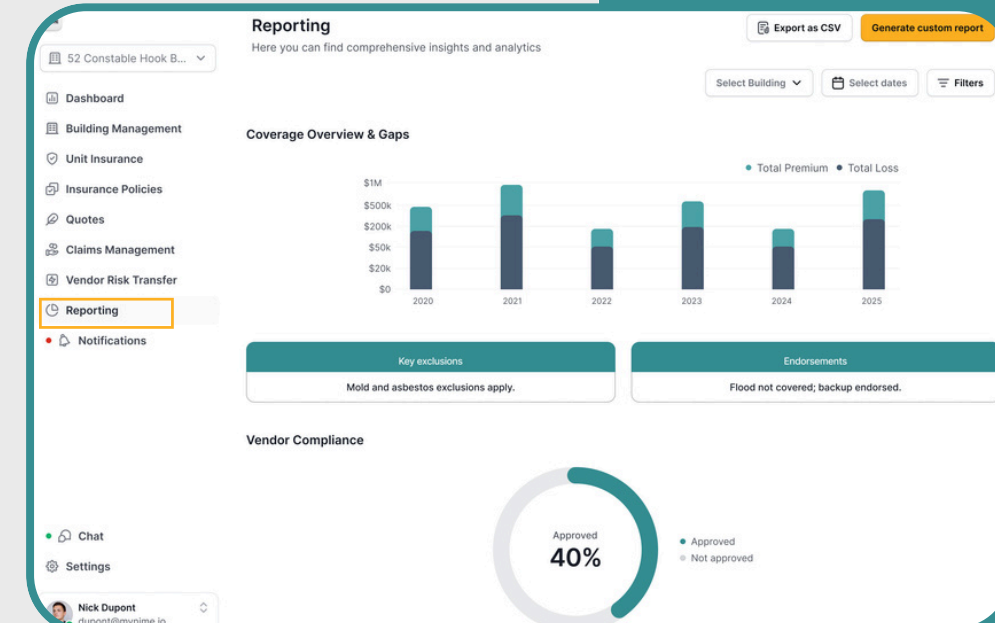 Reporting
Here you can find comprehensive insights and analytics
Export as CSV
Generate custom report
52 Constable Hook B...
Select Building
Select dates
Filters
Dashboard
Building Management
Unit Insurance
Insurance Policies
Quotes
Claims Management
Vendor Risk Transfer
Reporting
Notifications
Coverage Overview & Gaps
Total Premium
Total Loss
$1M
$500k
$200k
$50k
$20k
$0
2020
2021
2022
2023
2024
2025
Key exclusions
Mold and asbestos exclusions apply.
Endorsements
Flood not covered; backup endorsed.
Vendor Compliance
Approved
40%
Approved
Not approved
Chat
Settings
Nick Dupont
dupont@mynime.io